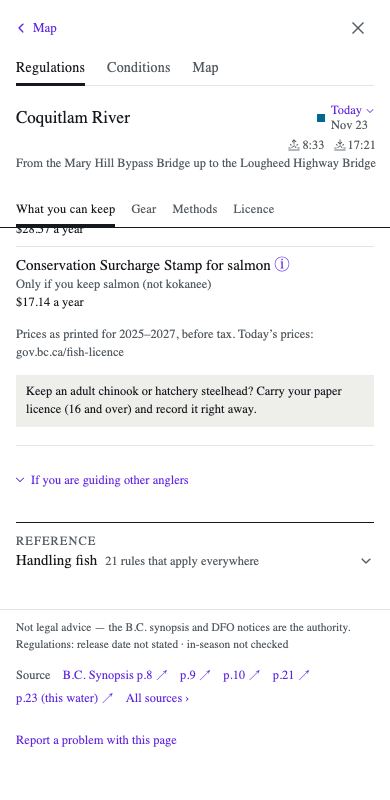 Map
Regulations Conditions Map
Coquitlam River
Today
Nov 23
8:33 17:21
From the Mary Hill Bypass Bridge up to the Lougheed Highway Bridge
What you can keep Gear Methods Licence
$28.57 a year
Conservation Surcharge Stamp for salmon
Only if you keep salmon (not kokanee)
$17.14 a year
Prices as printed for 2025–2027, before tax. Today's prices:
gov.bc.ca/fish-licence
Keep an adult chinook or hatchery steelhead? Carry your paper
licence (16 and over) and record it right away.
If you are guiding other anglers
REFERENCE
Handling fish 21 rules that apply everywhere
Not legal advice — the B.C. synopsis and DFO notices are the authority.
Regulations: release date not stated · in-season not checked
Source B.C. Synopsis p.8 ↗ p.9 ↗ p.10 ↗ p.21 ↗
p.23 (this water) ↗ All sources ›
Report a problem with this page